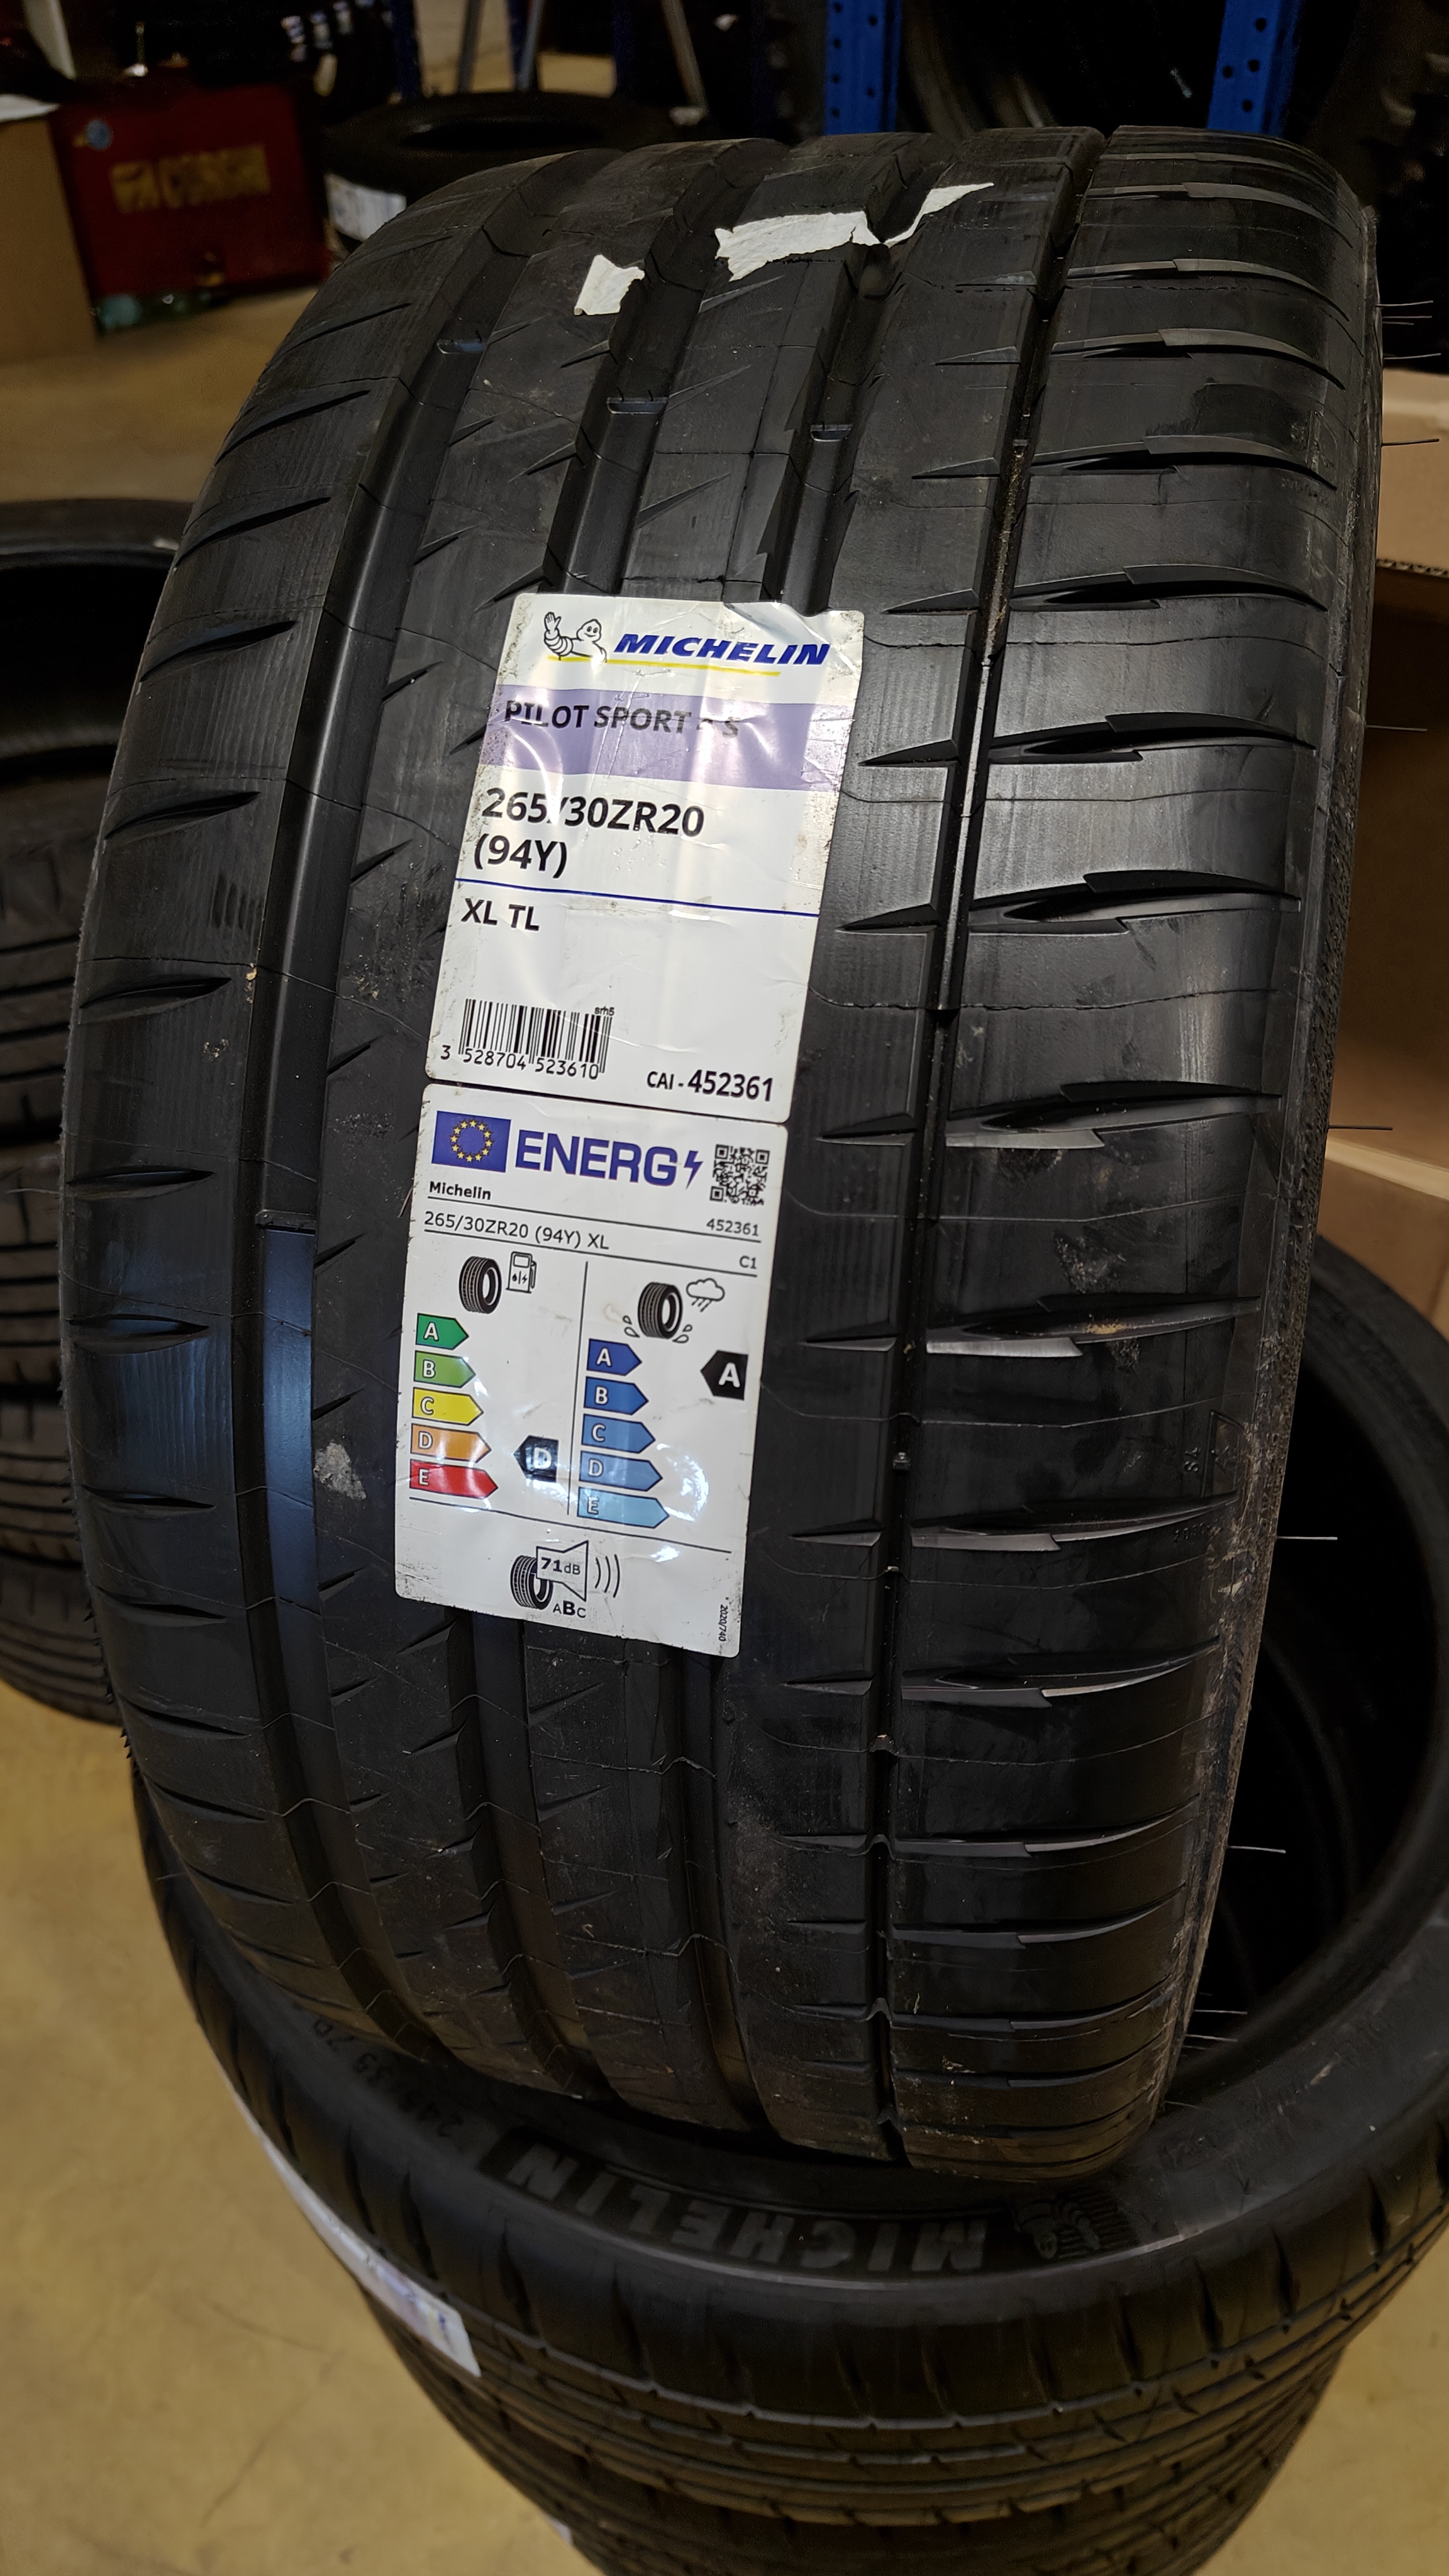 MICHELIN
PILOT SPORT S
265/30ZR20
(94Y)
XL TL
srh5
3 528704 523610
CAI - 452361
ENERG
Michelin
452361
265/30ZR20 (94Y) XL
C1
A
B
C
D
E
D
A
B
C
D
E
A
71dB
ABC
2020/740
MICHELIN